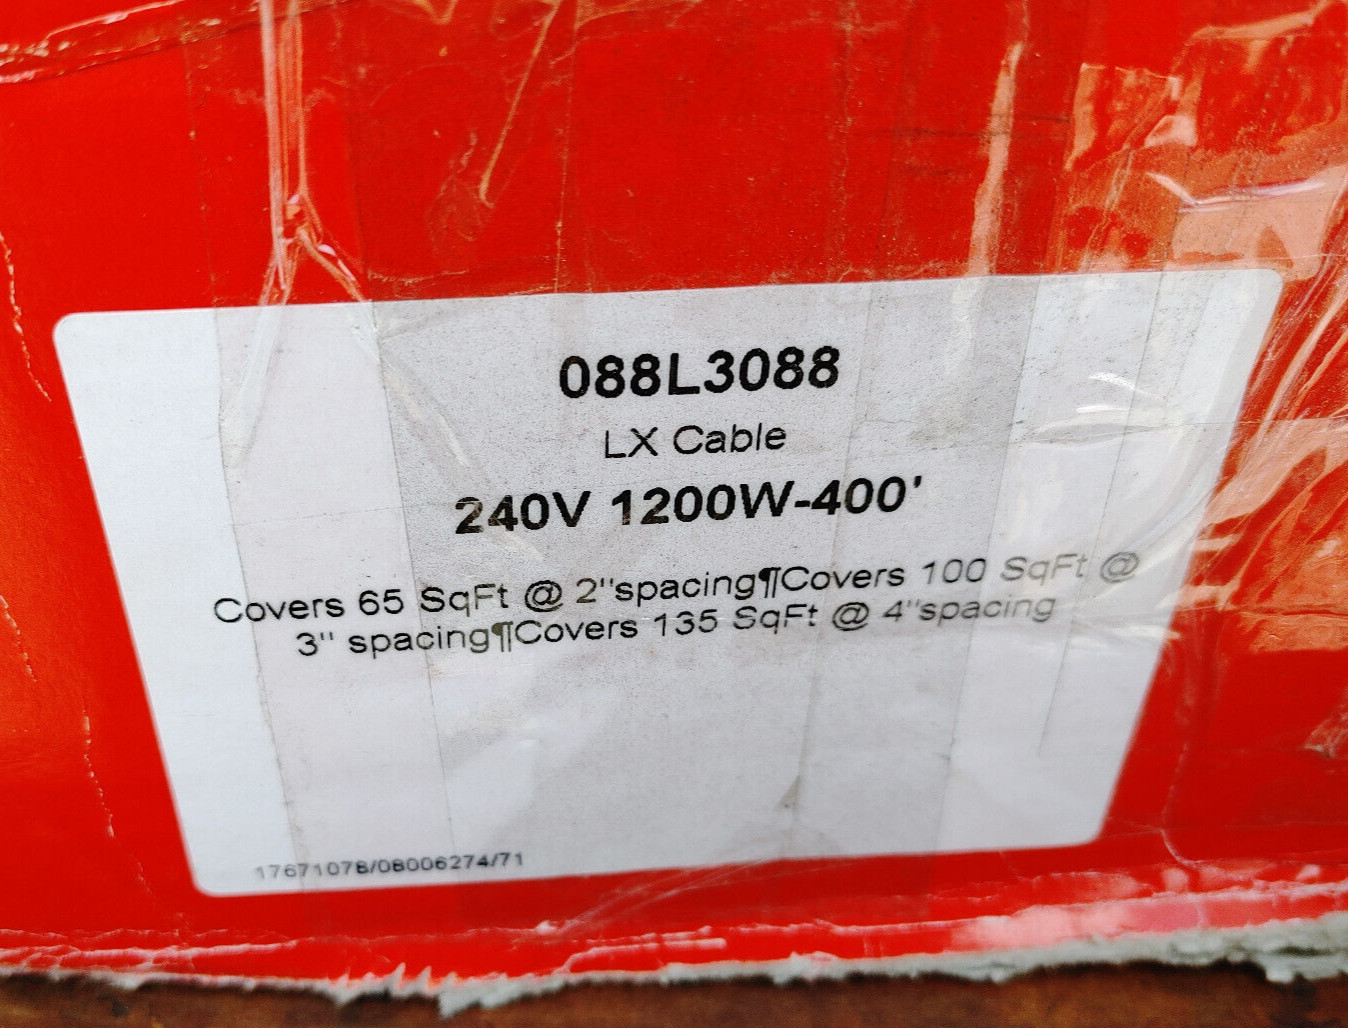 088L3088
LX Cable
240V 1200W-400'
Covers 65 SqFt @ 2"spacing¶Covers 100 SqFt @
3" spacing¶Covers 135 SqFt @ 4"spacing
17671078/08006274/71